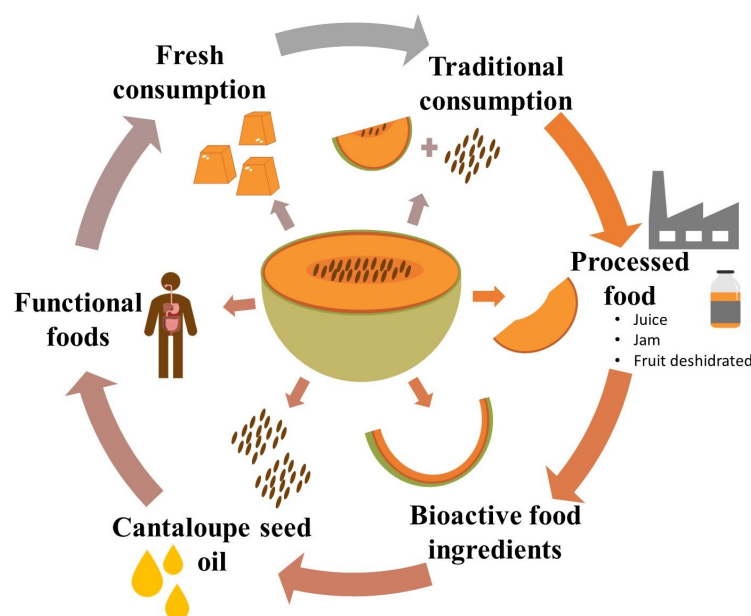 Fresh
consumption
Traditional
consumption
Processed
food
• Juice
• Jam
• Fruit deshidrated
Bioactive food
ingredients
Cantaloupe seed
oil
Functional
foods